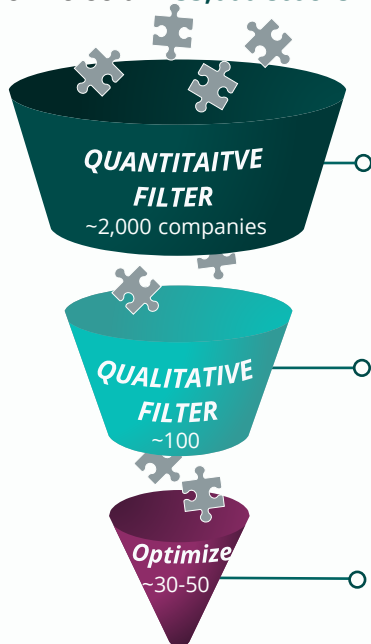 QUANTITAITVE
FILTER
~2,000 companies
QUALITATIVE
FILTER
~100
Optimize
~30-50